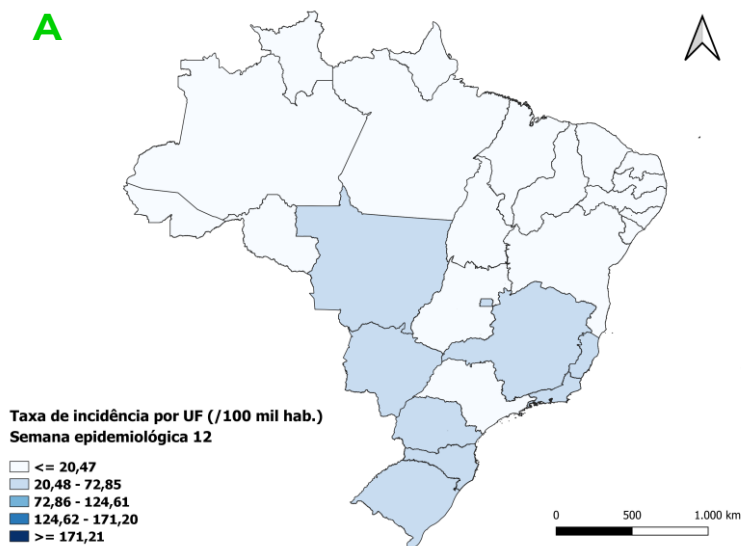 A
Taxa de incidência por UF (/100 mil hab.)
Semana epidemiológica 12
<= 20,47
20,48 - 72,85
72,86 - 124,61
124,62 - 171,20
>= 171,21
0 500 1.000 km